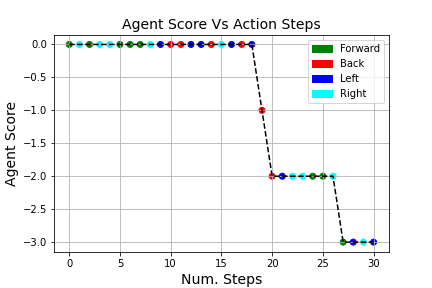 Agent Score Vs Action Steps
Agent Score
0.0
−0.5
−1.0
−1.5
−2.0
−2.5
−3.0
Forward
Back
Left
Right
0 5 10 15 20 25 30
Num. Steps